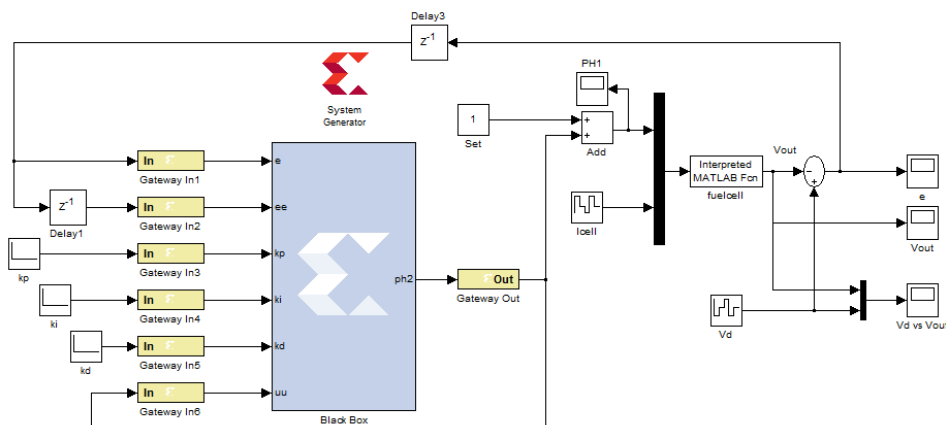 Delay3
z-1
System
Generator
PH1
1
Set
+
+
Add
Icell
Interpreted
MATLAB Fcn
fuelcell
Vout
−
+
e
Vout
Vd
Vd vs Vout
In
Gateway In1
e
z-1
Delay1
In
Gateway In2
ee
kp
In
Gateway In3
kp
ki
In
Gateway In4
ki
kd
In
Gateway In5
kd
In
Gateway In6
uu
ph2
Black Box
Out
Gateway Out